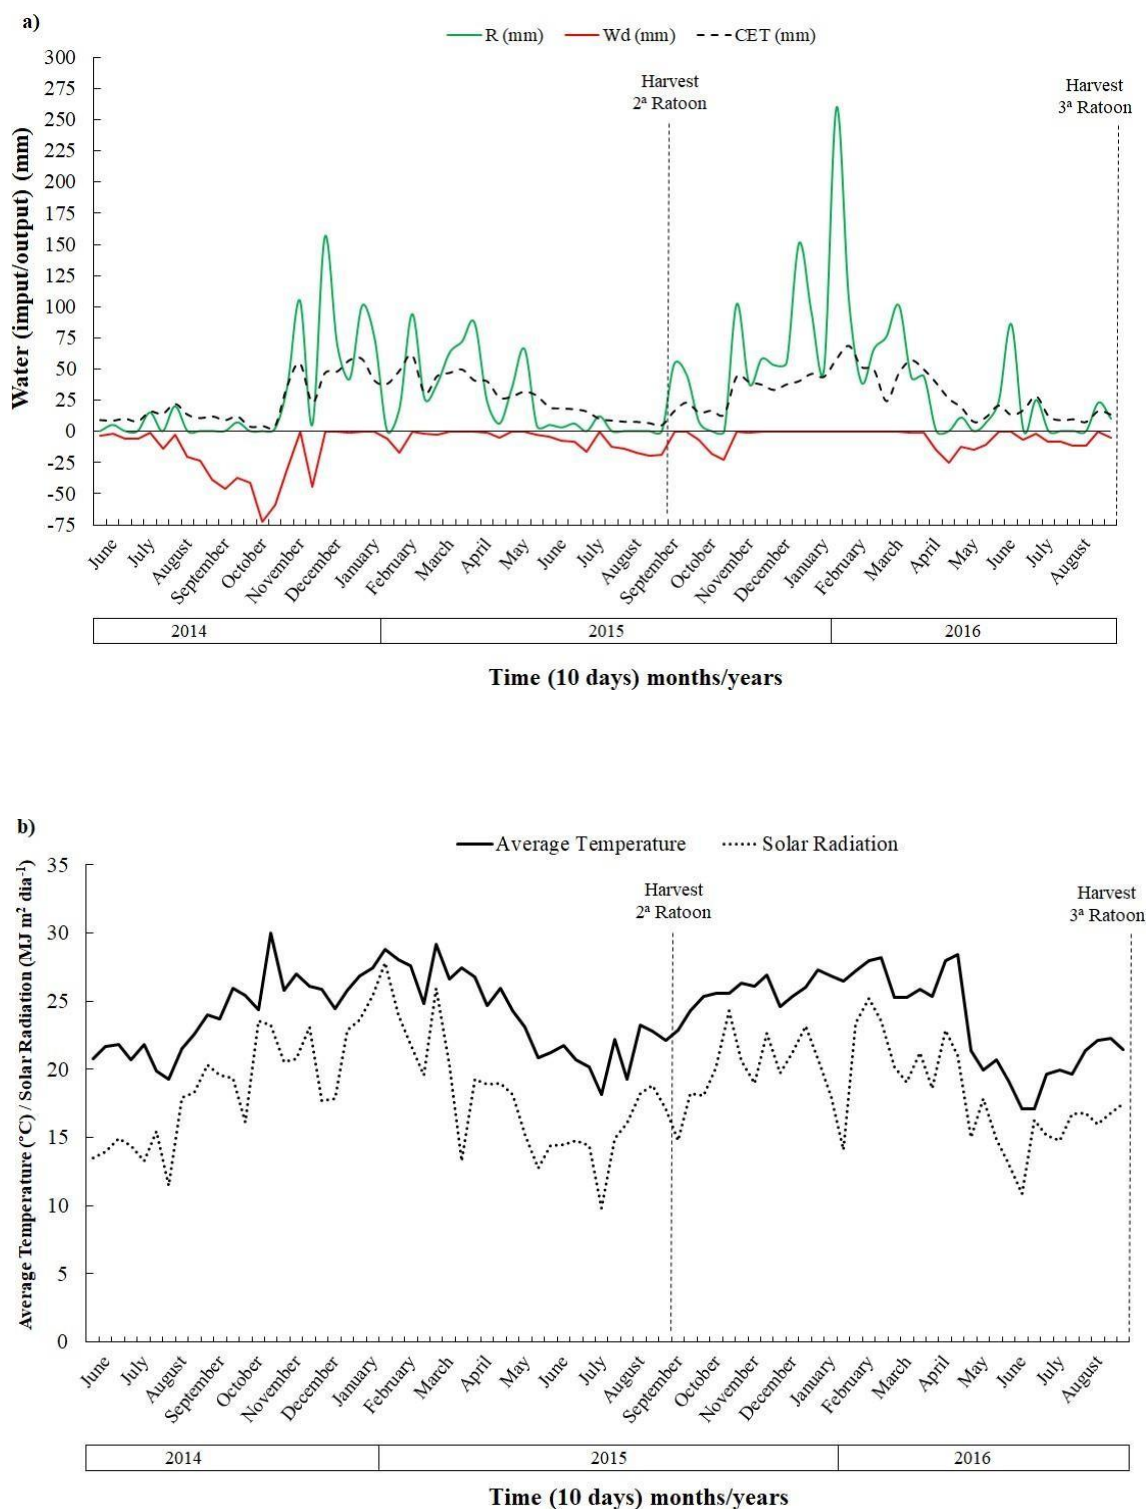 a)
R (mm) Wd (mm) CET (mm)
Water (imput/output) (mm)
300
275
250
225
200
175
150
125
100
75
50
25
0
-25
-50
-75
Harvest
2ª Ratoon
Harvest
3ª Ratoon
June July August September October November December January February March April May June July August September October November December January February March April May June July August
2014 2015 2016
Time (10 days) months/years
b)
Average Temperature Solar Radiation
Average Temperature (°C) / Solar Radiation (MJ m² dia⁻¹)
35
30
25
20
15
10
5
0
Harvest
2ª Ratoon
Harvest
3ª Ratoon
June July August September October November December January February March April May June July August September October November December January February March April May June July August
2014 2015 2016
Time (10 days) months/years